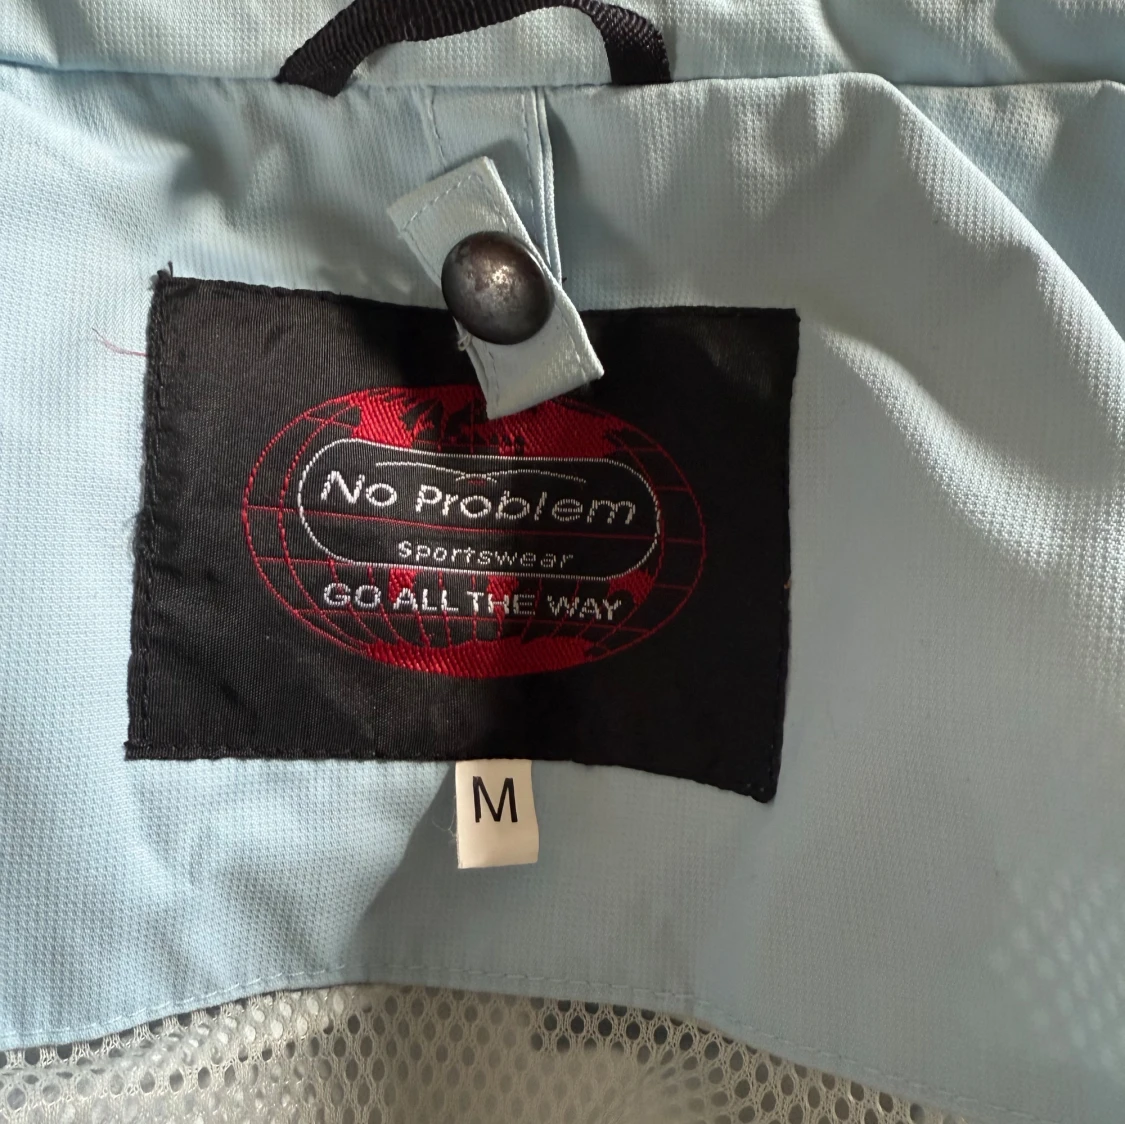 No Problem
Sportswear
GO ALL THE WAY
M